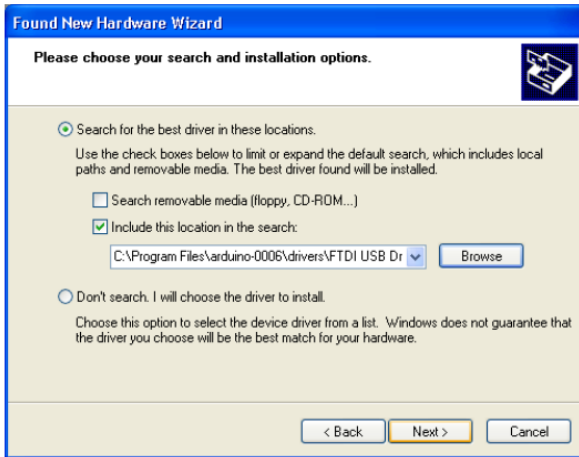 Found New Hardware Wizard
Please choose your search and installation options.
Search for the best driver in these locations.
Use the check boxes below to limit or expand the default search, which includes local
paths and removable media. The best driver found will be installed.
Search removable media (floppy, CD-ROM...)
Include this location in the search:
C:\Program Files\arduino-0006\drivers\FTDI USB Dr
Browse
Don't search. I will choose the driver to install.
Choose this option to select the device driver from a list. Windows does not guarantee that
the driver you choose will be the best match for your hardware.
< Back Next > Cancel